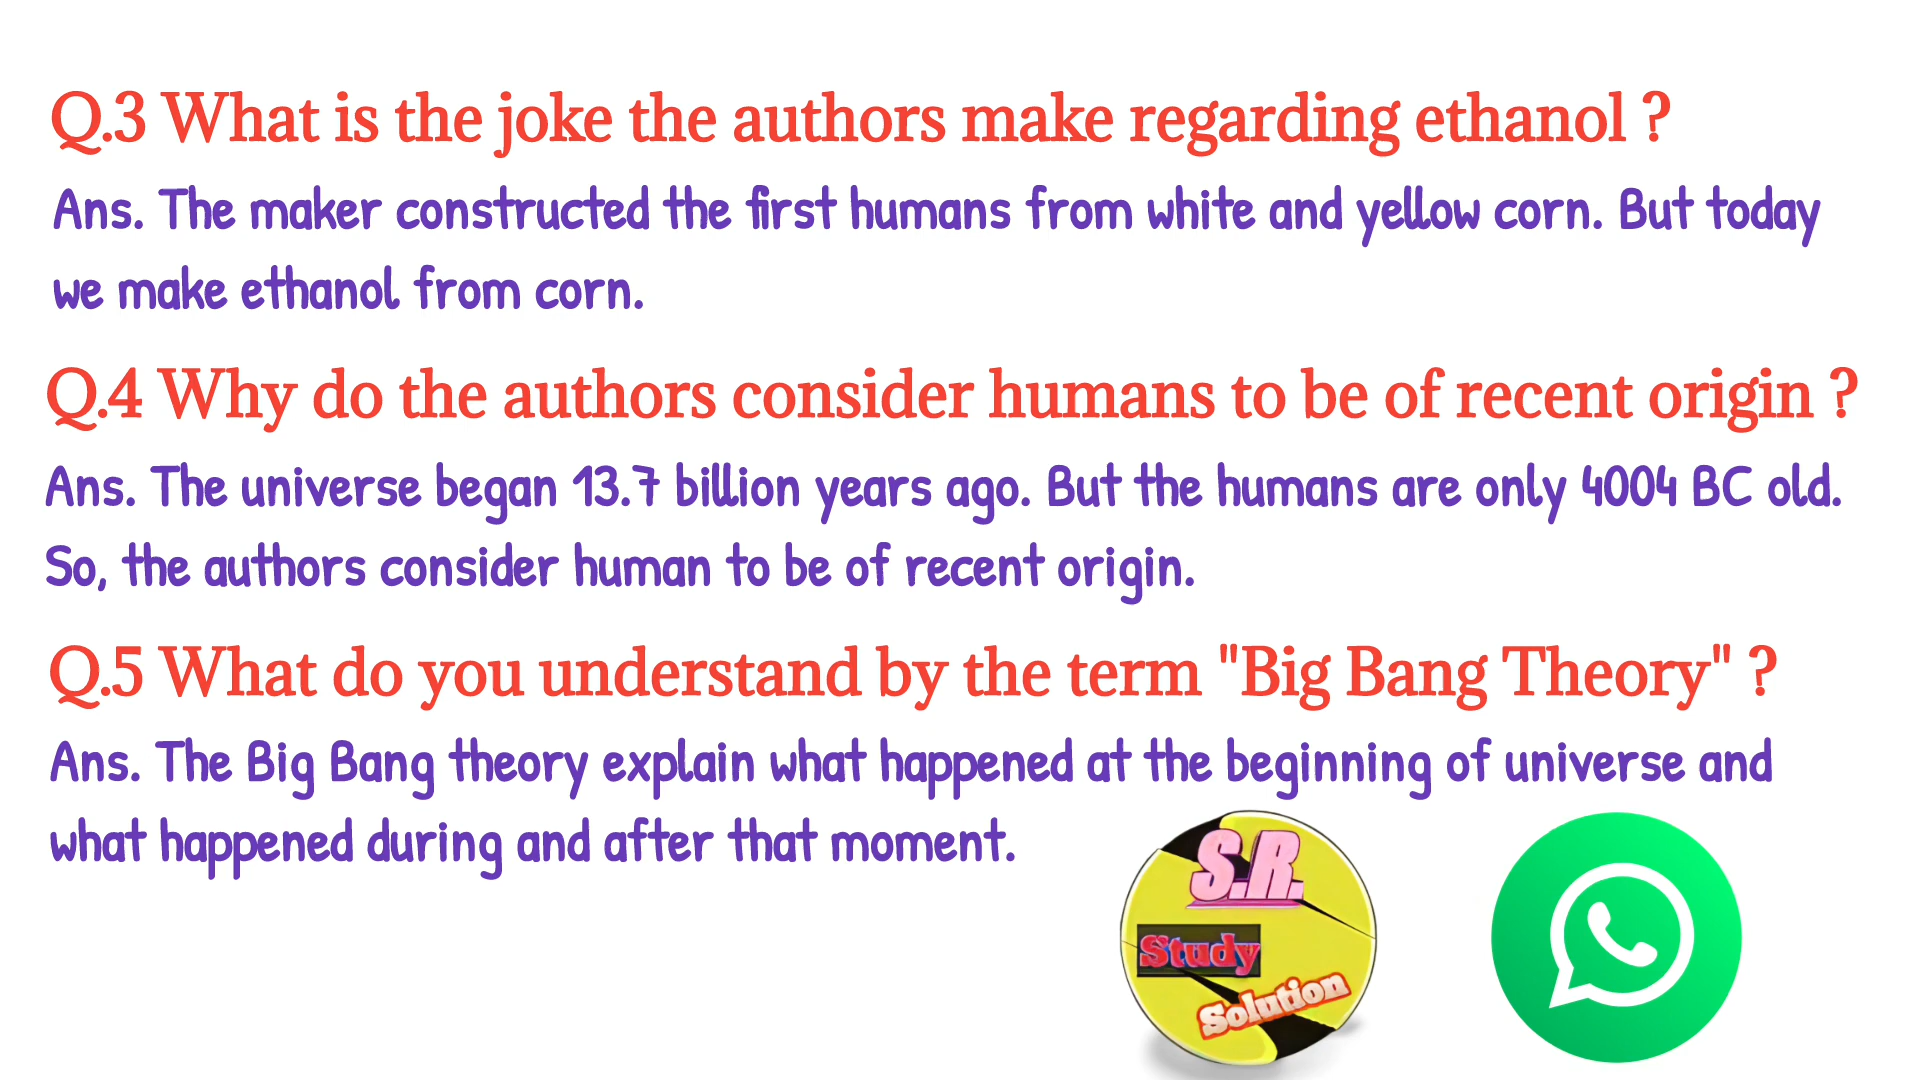 Q.3 What is the joke the authors make regarding ethanol ?
Ans. The maker constructed the first humans from white and yellow corn. But today
we make ethanol from corn.
Q.4 Why do the authors consider humans to be of recent origin ?
Ans. The universe began 13.7 billion years ago. But the humans are only 4004 BC old.
So, the authors consider human to be of recent origin.
Q.5 What do you understand by the term "Big Bang Theory" ?
Ans. The Big Bang theory explain what happened at the beginning of universe and
what happened during and after that moment.
S.R.
Study
Solution